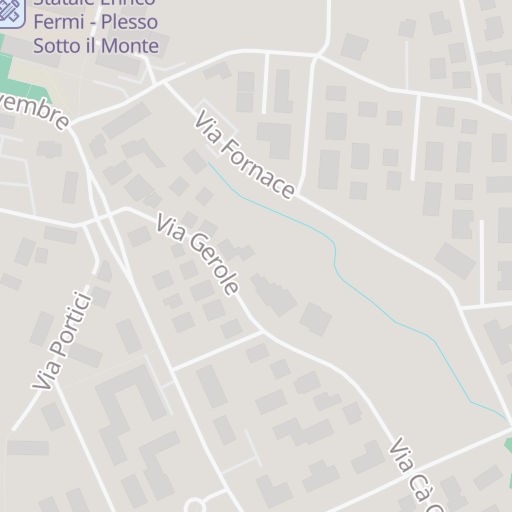 Statale Enrico
Fermi - Plesso
Sotto il Monte
vembre
Via Fornace
Via Gerole
Via Portici
Via Cà